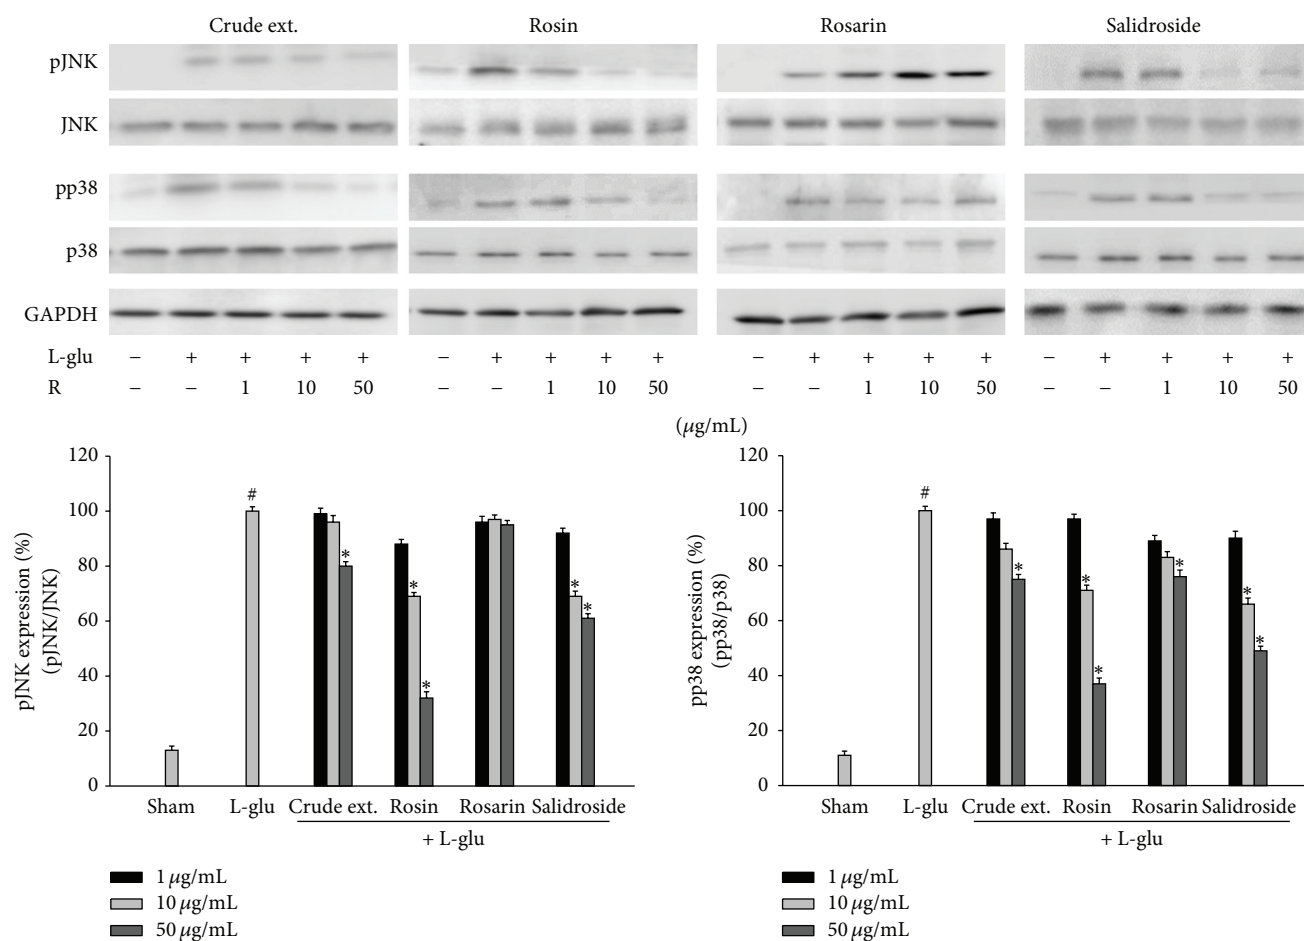 Crude ext. Rosin Rosarin Salidroside
pJNK
JNK
pp38
p38
GAPDH
L-glu − + + + + − + + + + − + + + + − + + + +
R − − 1 10 50 − − 1 10 50 − − 1 10 50 − − 1 10 50
(μg/mL)
pJNK expression (%)
(pJNK/JNK)
120
100
80
60
40
20
0
#
*
*
*
*
*
Sham L-glu Crude ext. Rosin Rosarin Salidroside
+ L-glu
1 μg/mL
10 μg/mL
50 μg/mL
pp38 expression (%)
(pp38/p38)
120
100
80
60
40
20
0
#
*
*
*
*
*
*
Sham L-glu Crude ext. Rosin Rosarin Salidroside
+ L-glu
1 μg/mL
10 μg/mL
50 μg/mL